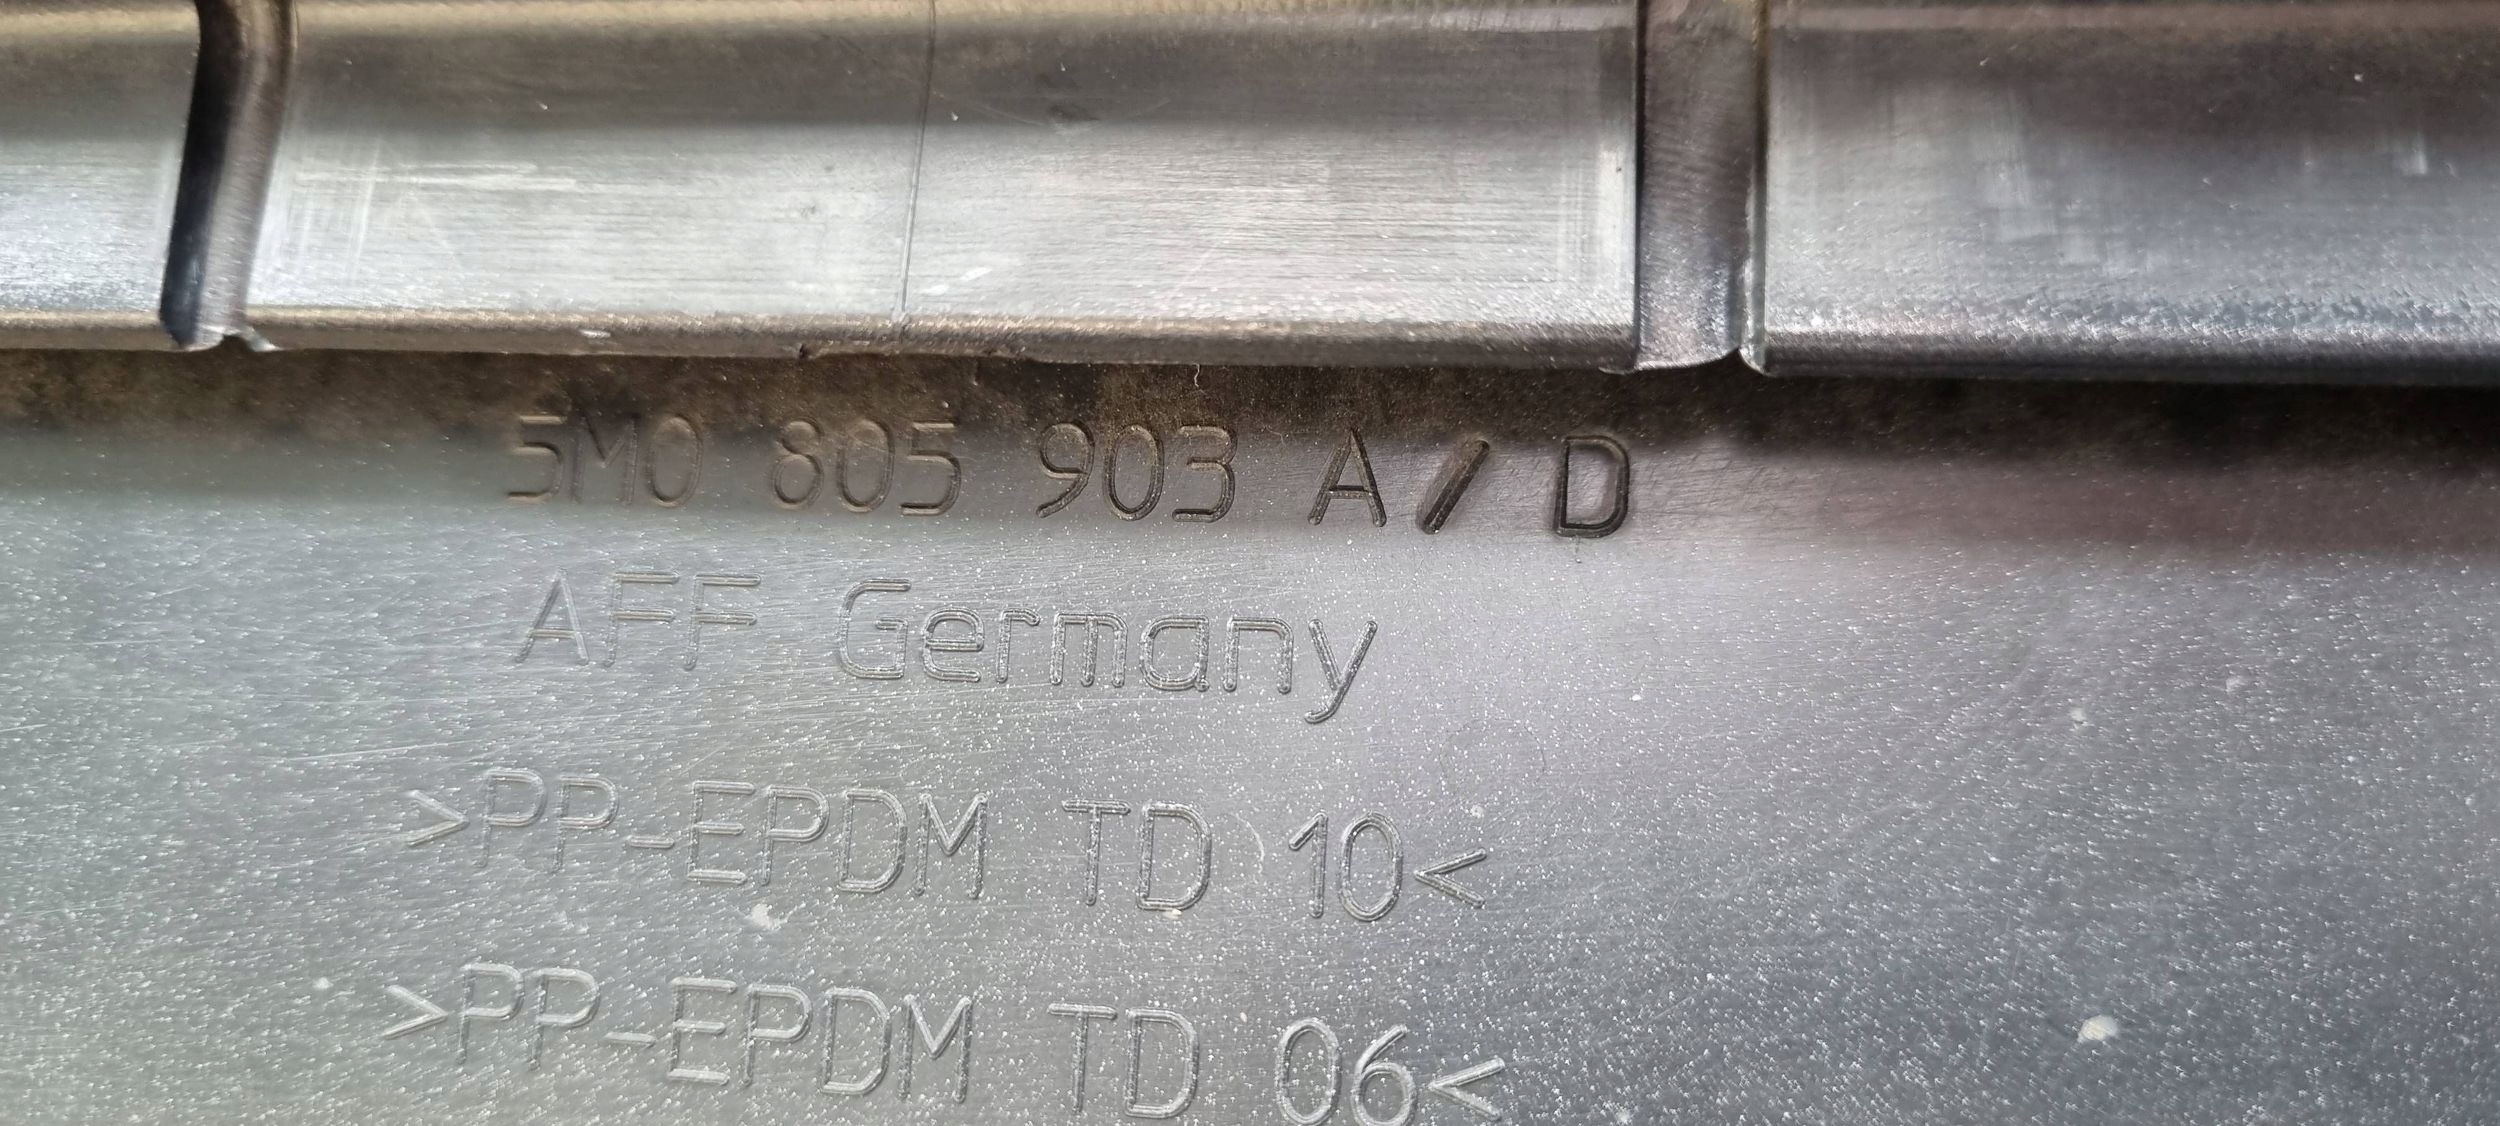 5M0 805 903 A / D
AFF Germany
>PP-EPDM TD 10<
>PP-EPDM TD 06<